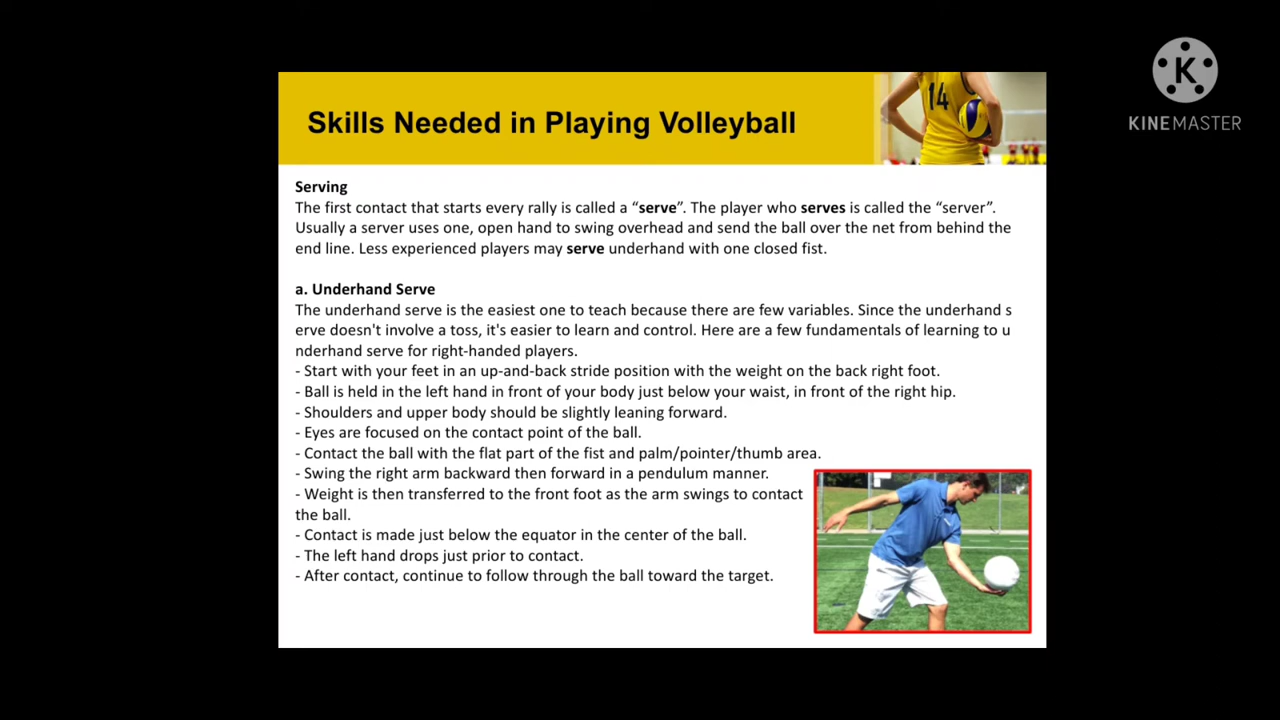 K
KINEMASTER
14
Skills Needed in Playing Volleyball
Serving
The first contact that starts every rally is called a “serve”. The player who serves is called the “server”.
Usually a server uses one, open hand to swing overhead and send the ball over the net from behind the
end line. Less experienced players may serve underhand with one closed fist.
a. Underhand Serve
The underhand serve is the easiest one to teach because there are few variables. Since the underhand s
erve doesn't involve a toss, it's easier to learn and control. Here are a few fundamentals of learning to u
nderhand serve for right-handed players.
- Start with your feet in an up-and-back stride position with the weight on the back right foot.
- Ball is held in the left hand in front of your body just below your waist, in front of the right hip.
- Shoulders and upper body should be slightly leaning forward.
- Eyes are focused on the contact point of the ball.
- Contact the ball with the flat part of the fist and palm/pointer/thumb area.
- Swing the right arm backward then forward in a pendulum manner.
- Weight is then transferred to the front foot as the arm swings to contact
the ball.
- Contact is made just below the equator in the center of the ball.
- The left hand drops just prior to contact.
- After contact, continue to follow through the ball toward the target.